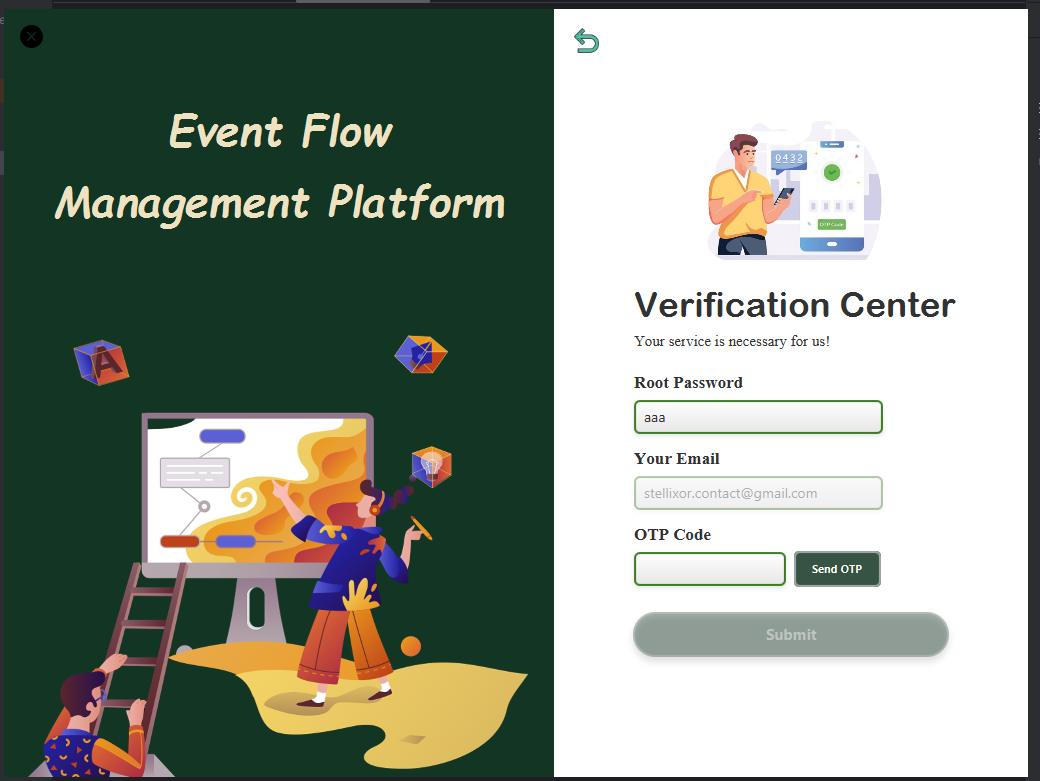 Event Flow
Management Platform
A
0432
OTP Code
Verification Center
Your service is necessary for us!
Root Password
aaa
Your Email
stellixor.contact@gmail.com
OTP Code
Send OTP
Submit